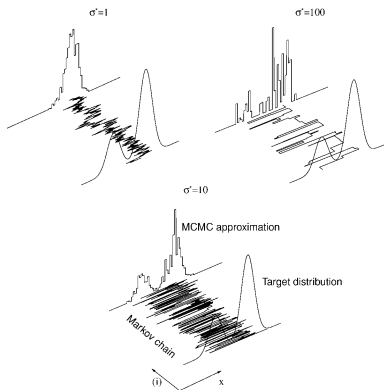 σ*=1
σ*=100
σ*=10
MCMC approximation
Target distribution
Markov chain
(i)
x